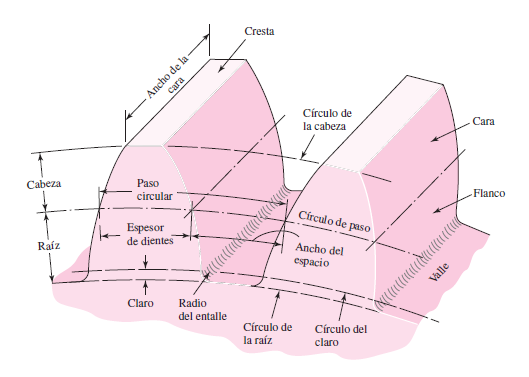 Cresta
Ancho de la
cara
Círculo de
la cabeza
Cara
Cabeza
Paso
circular
Flanco
Círculo de paso
Espesor
de dientes
Raíz
Ancho del
espacio
Valle
Claro
Radio
del entalle
Círculo de
la raíz
Círculo del
claro